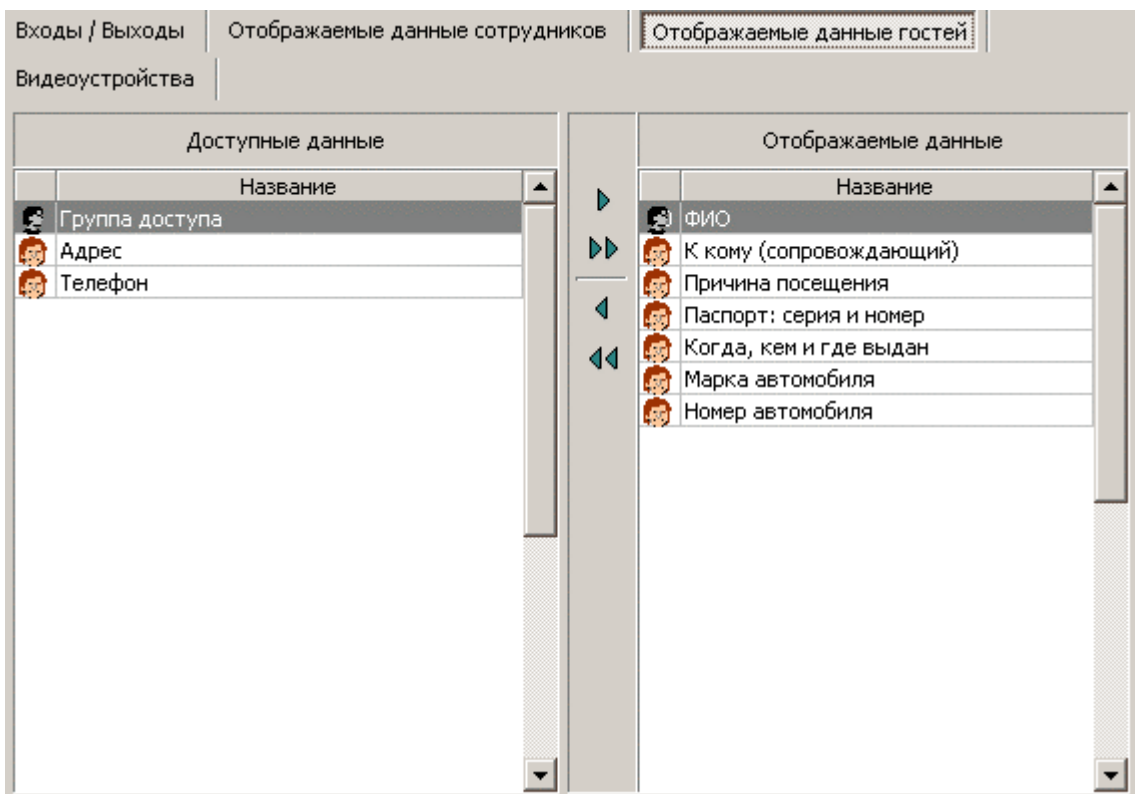 Входы / Выходы
Отображаемые данные сотрудников
Отображаемые данные гостей
Видеоустройства
Доступные данные
Название
Группа доступа
Адрес
Телефон
Отображаемые данные
Название
ФИО
К кому (сопровождающий)
Причина посещения
Паспорт: серия и номер
Когда, кем и где выдан
Марка автомобиля
Номер автомобиля